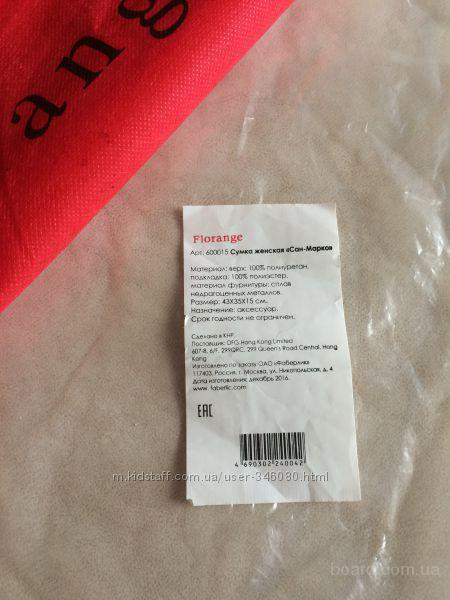 ang
Florange
Арт. 600015 Сумка женская «Сан-Марко»
Материал: верх: 100% полиуретан,
подкладка: 100% полиэстер,
материал фурнитуры: сплав
недрагоценных металлов.
Размер: 43X35X15 см.
Назначение: аксессуар.
Срок годности не ограничен.
Сделано в КНР
Поставщик: DFG Hong Kong Limited
607-8, 6/F, 299QRC, 299 Queen's Road Central, Hong
Kong
Изготовлено по заказу ОАО «Фаберлик»
117403, Россия, г. Москва, ул. Никопольская, д. 4
Дата изготовления: декабрь 2016.
www.faberlic.com
EAC
4 690302 240042
m.kidstaff.com.ua/user-346080.html
board.com.ua